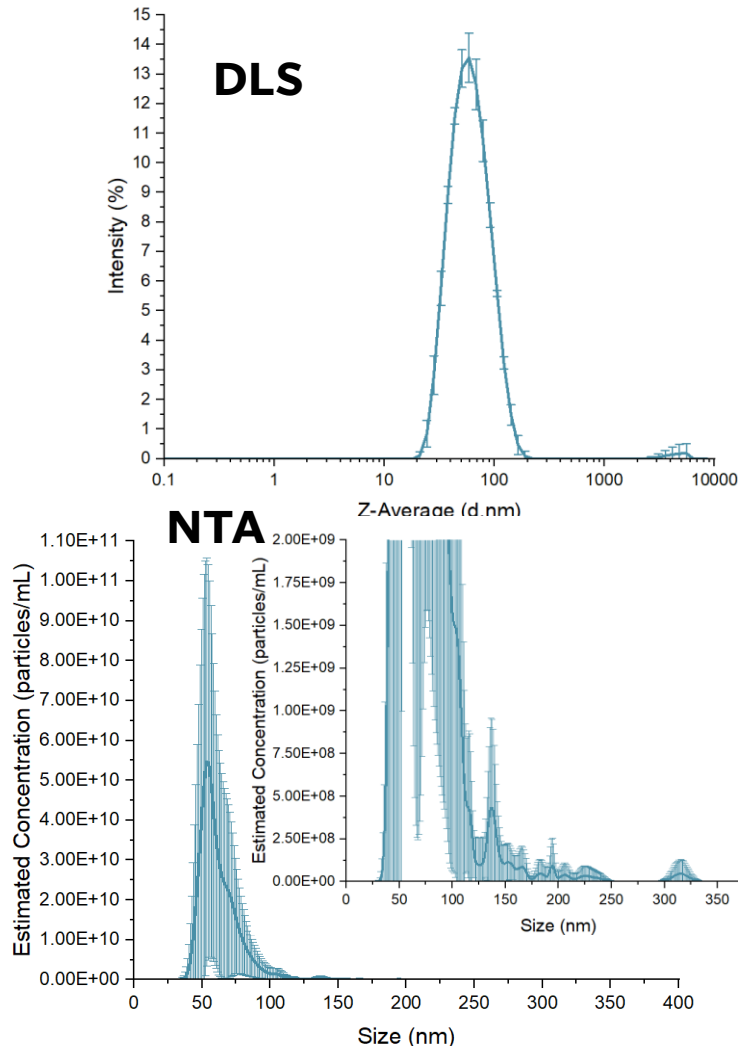 DLS
Intensity (%)
15
14
13
12
11
10
9
8
7
6
5
4
3
2
1
0
0.1 1 10 100 1000 10000
Z-Average (d.nm)
NTA
Estimated Concentration (particles/mL)
1.10E+11
1.00E+11
9.00E+10
8.00E+10
7.00E+10
6.00E+10
5.00E+10
4.00E+10
3.00E+10
2.00E+10
1.00E+10
0.00E+00
0 50 100 150 200 250 300 350 400
Size (nm)
Estimated Concentration (particles/mL)
2.00E+09
1.75E+09
1.50E+09
1.25E+09
1.00E+09
7.50E+08
5.00E+08
2.50E+08
0.00E+00
0 50 100 150 200 250 300 350
Size (nm)